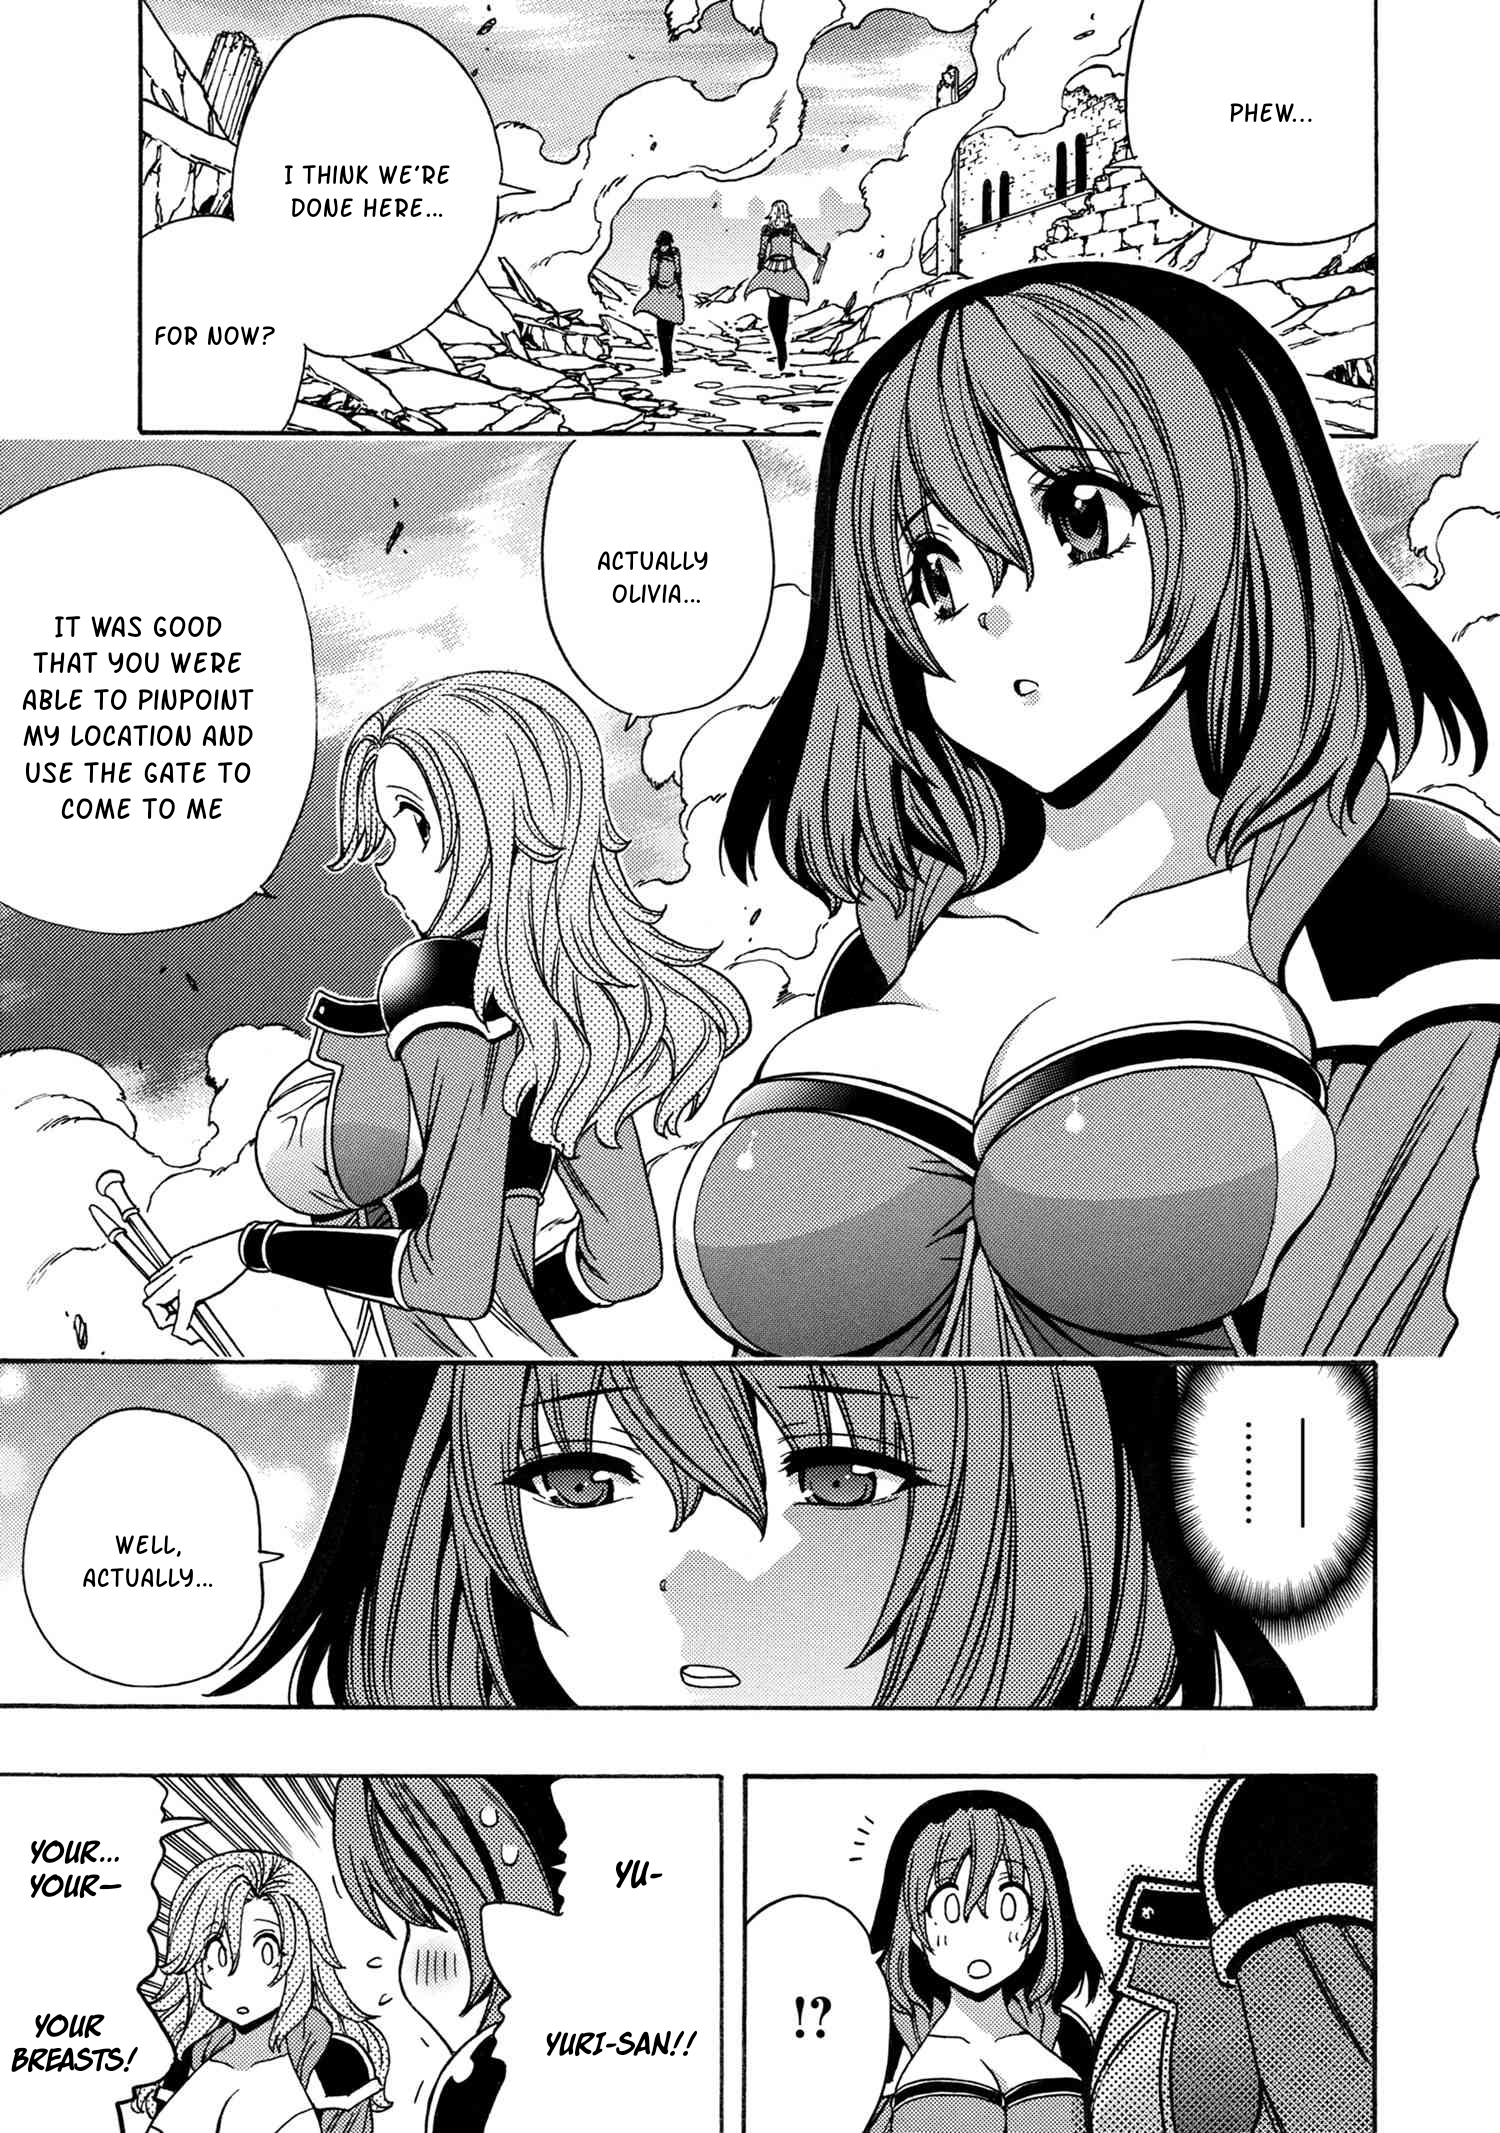 PHEW...
I THINK WE'RE
DONE HERE...
FOR NOW?
ACTUALLY
OLIVIA...
IT WAS GOOD
THAT YOU WERE
ABLE TO PINPOINT
MY LOCATION AND
USE THE GATE TO
COME TO ME
WELL,
ACTUALLY...
!?
YU-
YURI-SAN!!
YOUR...
YOUR—
YOUR
BREASTS!